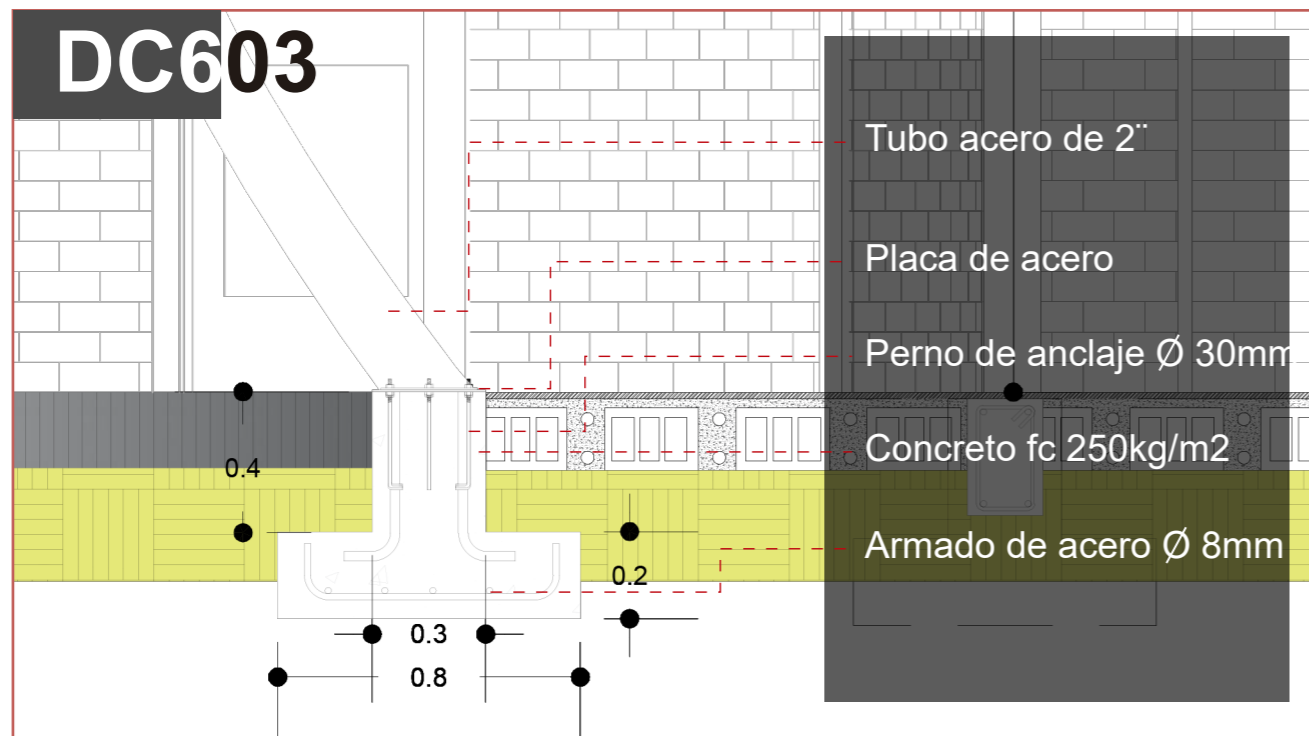 DC603
Tubo acero de 2¨
Placa de acero
Perno de anclaje Ø 30mm
Concreto fc 250kg/m2
0.4
Armado de acero Ø 8mm
0.2
0.3
0.8